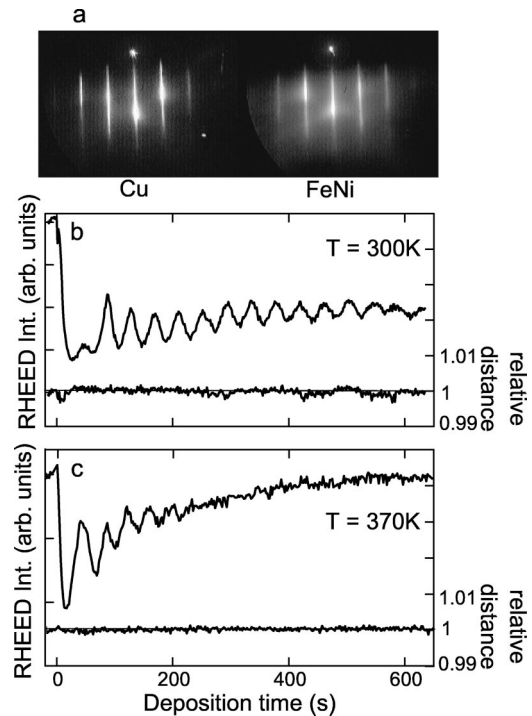 a
Cu FeNi
b
T = 300K
RHEED Int. (arb. units)
1.01
1
0.99
relative
distance
c
T = 370K
RHEED Int. (arb. units)
1.01
1
0.99
relative
distance
0 200 400 600
Deposition time (s)